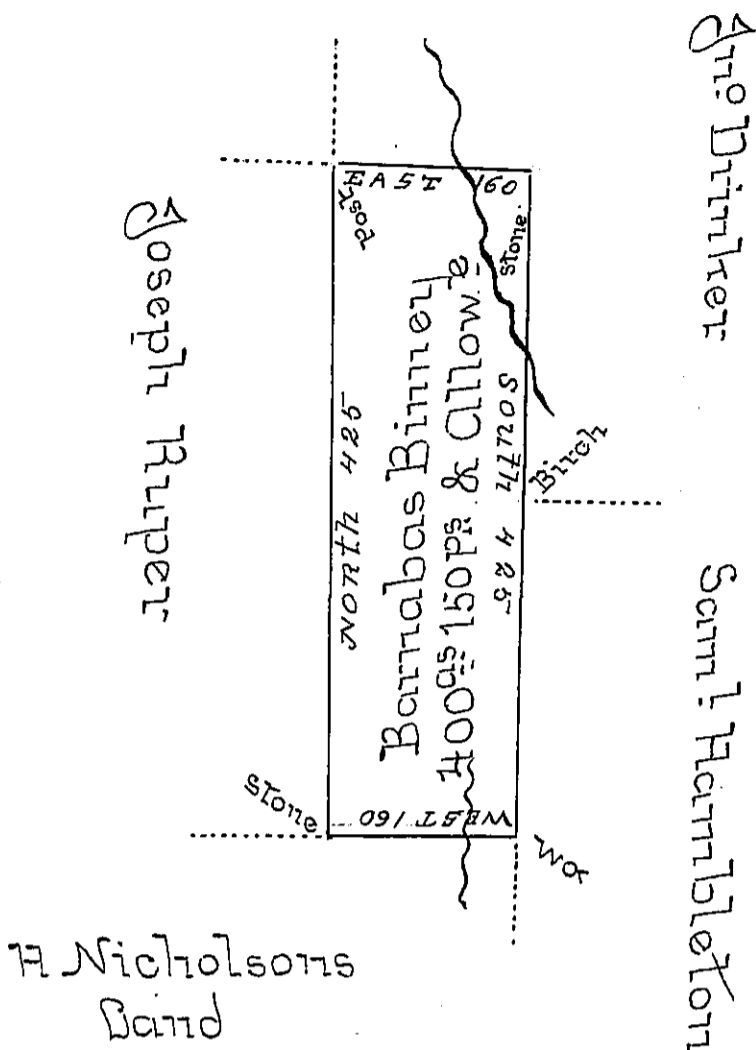 Jnº Drinker
EAST 160
Post
stone
Joseph Ruper
Barnabas Binney
400as 150ps & Allowe
NORTH 425
SOUTH 425
Birch
Saml. Hambleton
stone
WEST 160
WO
H Nicholsons
Land